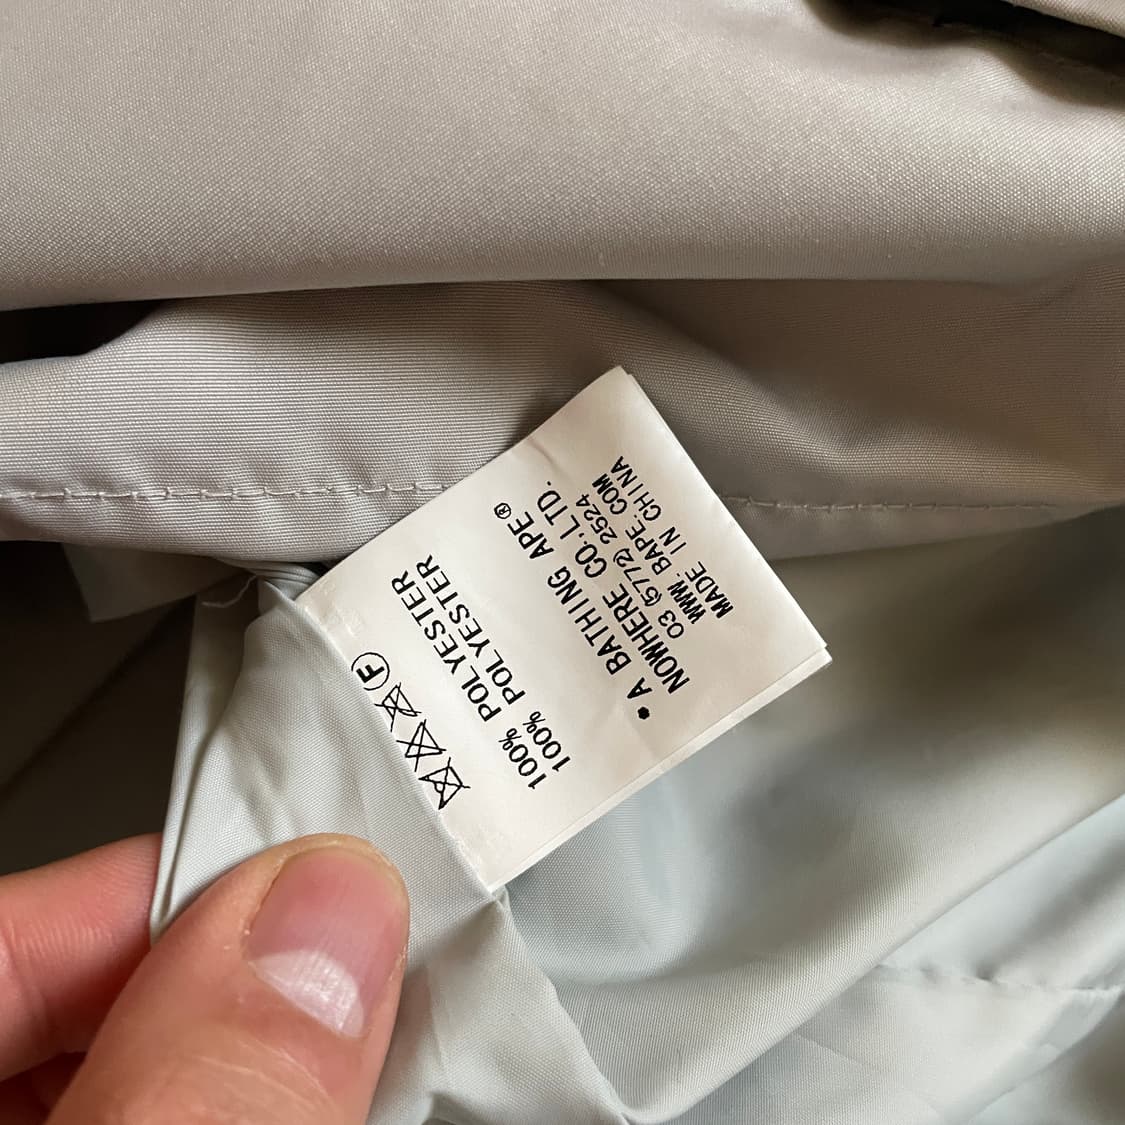 Ⓕ
100% POLYESTER
100% POLYESTER
• A BATHING APE®
NOWHERE CO.,LTD.
03 (5772) 2524
WWW. BAPE. COM
MADE IN CHINA